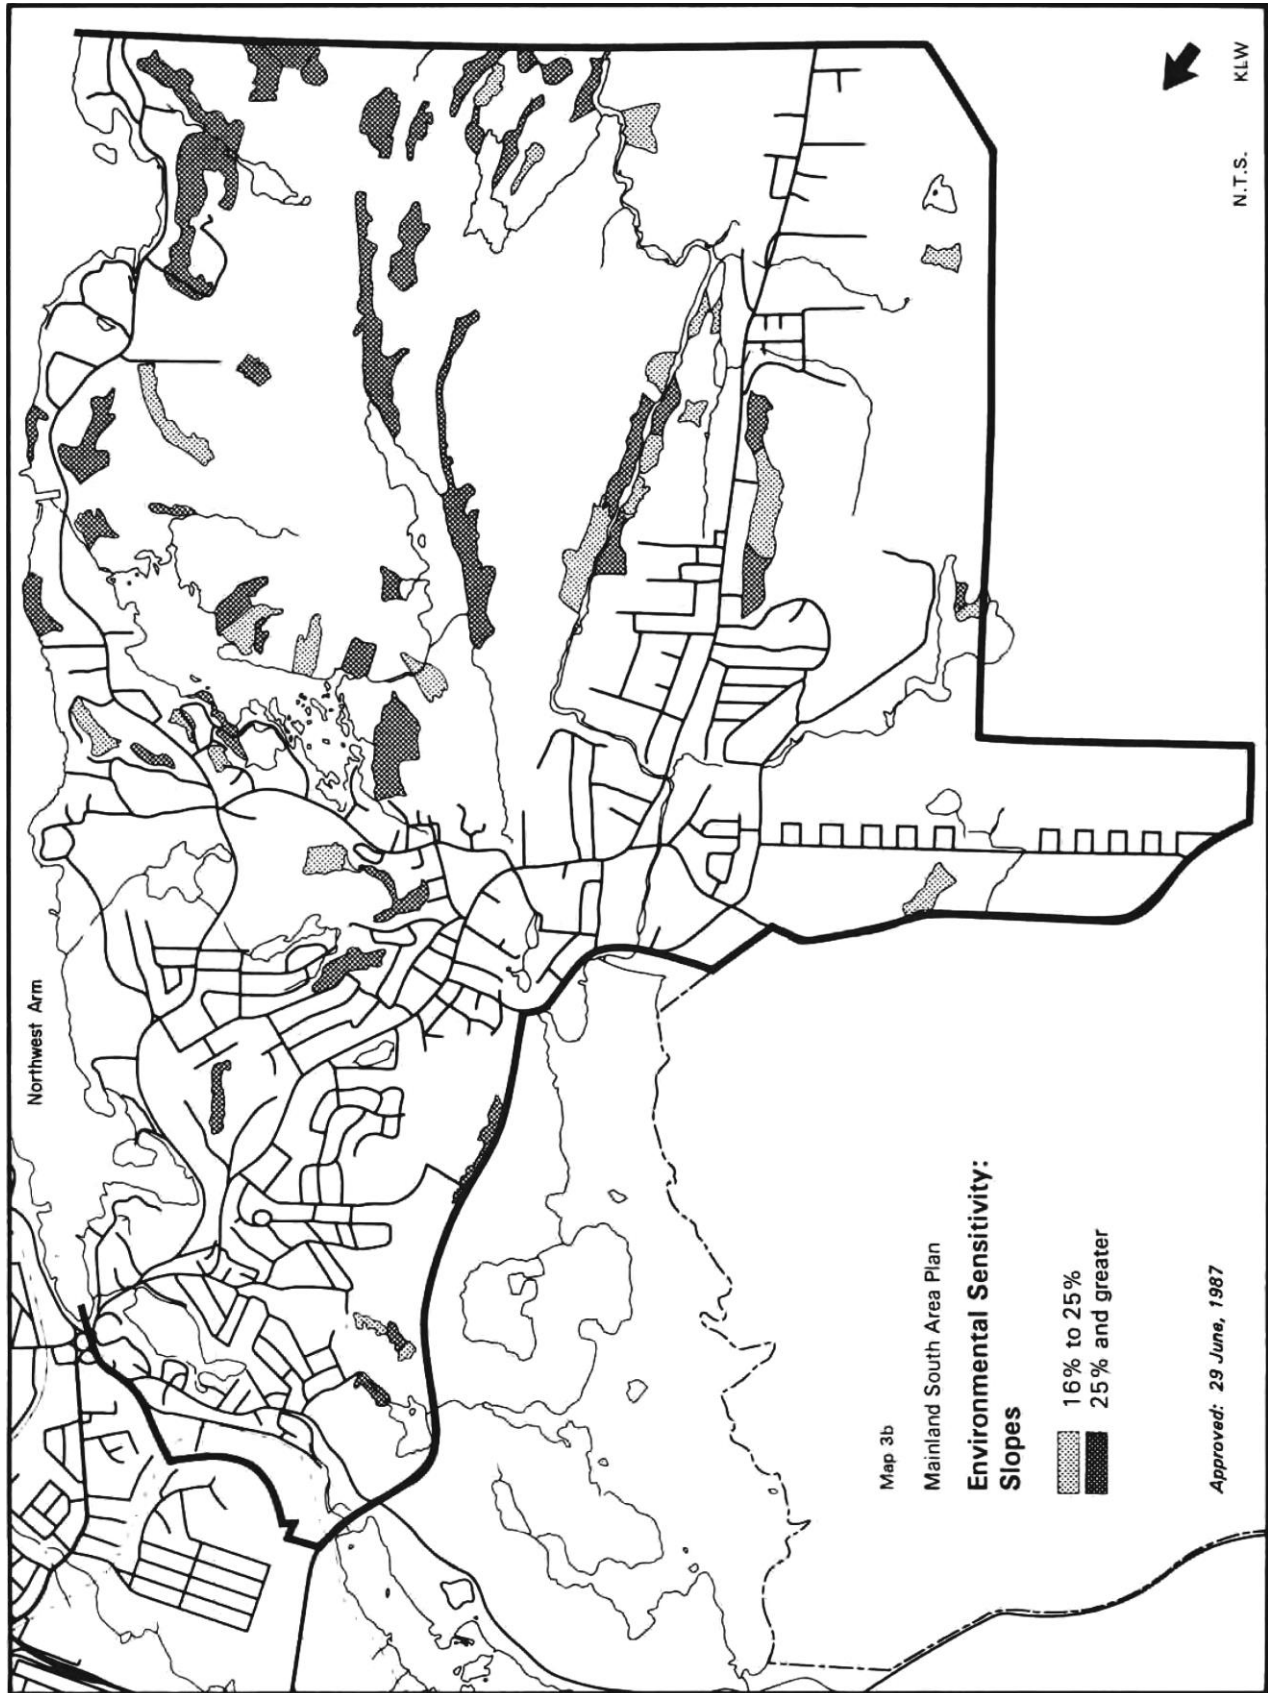 Northwest Arm
Map 3b
Mainland South Area Plan
Environmental Sensitivity:
Slopes
16% to 25%
25% and greater
Approved: 29 June, 1987
N.T.S. KLW